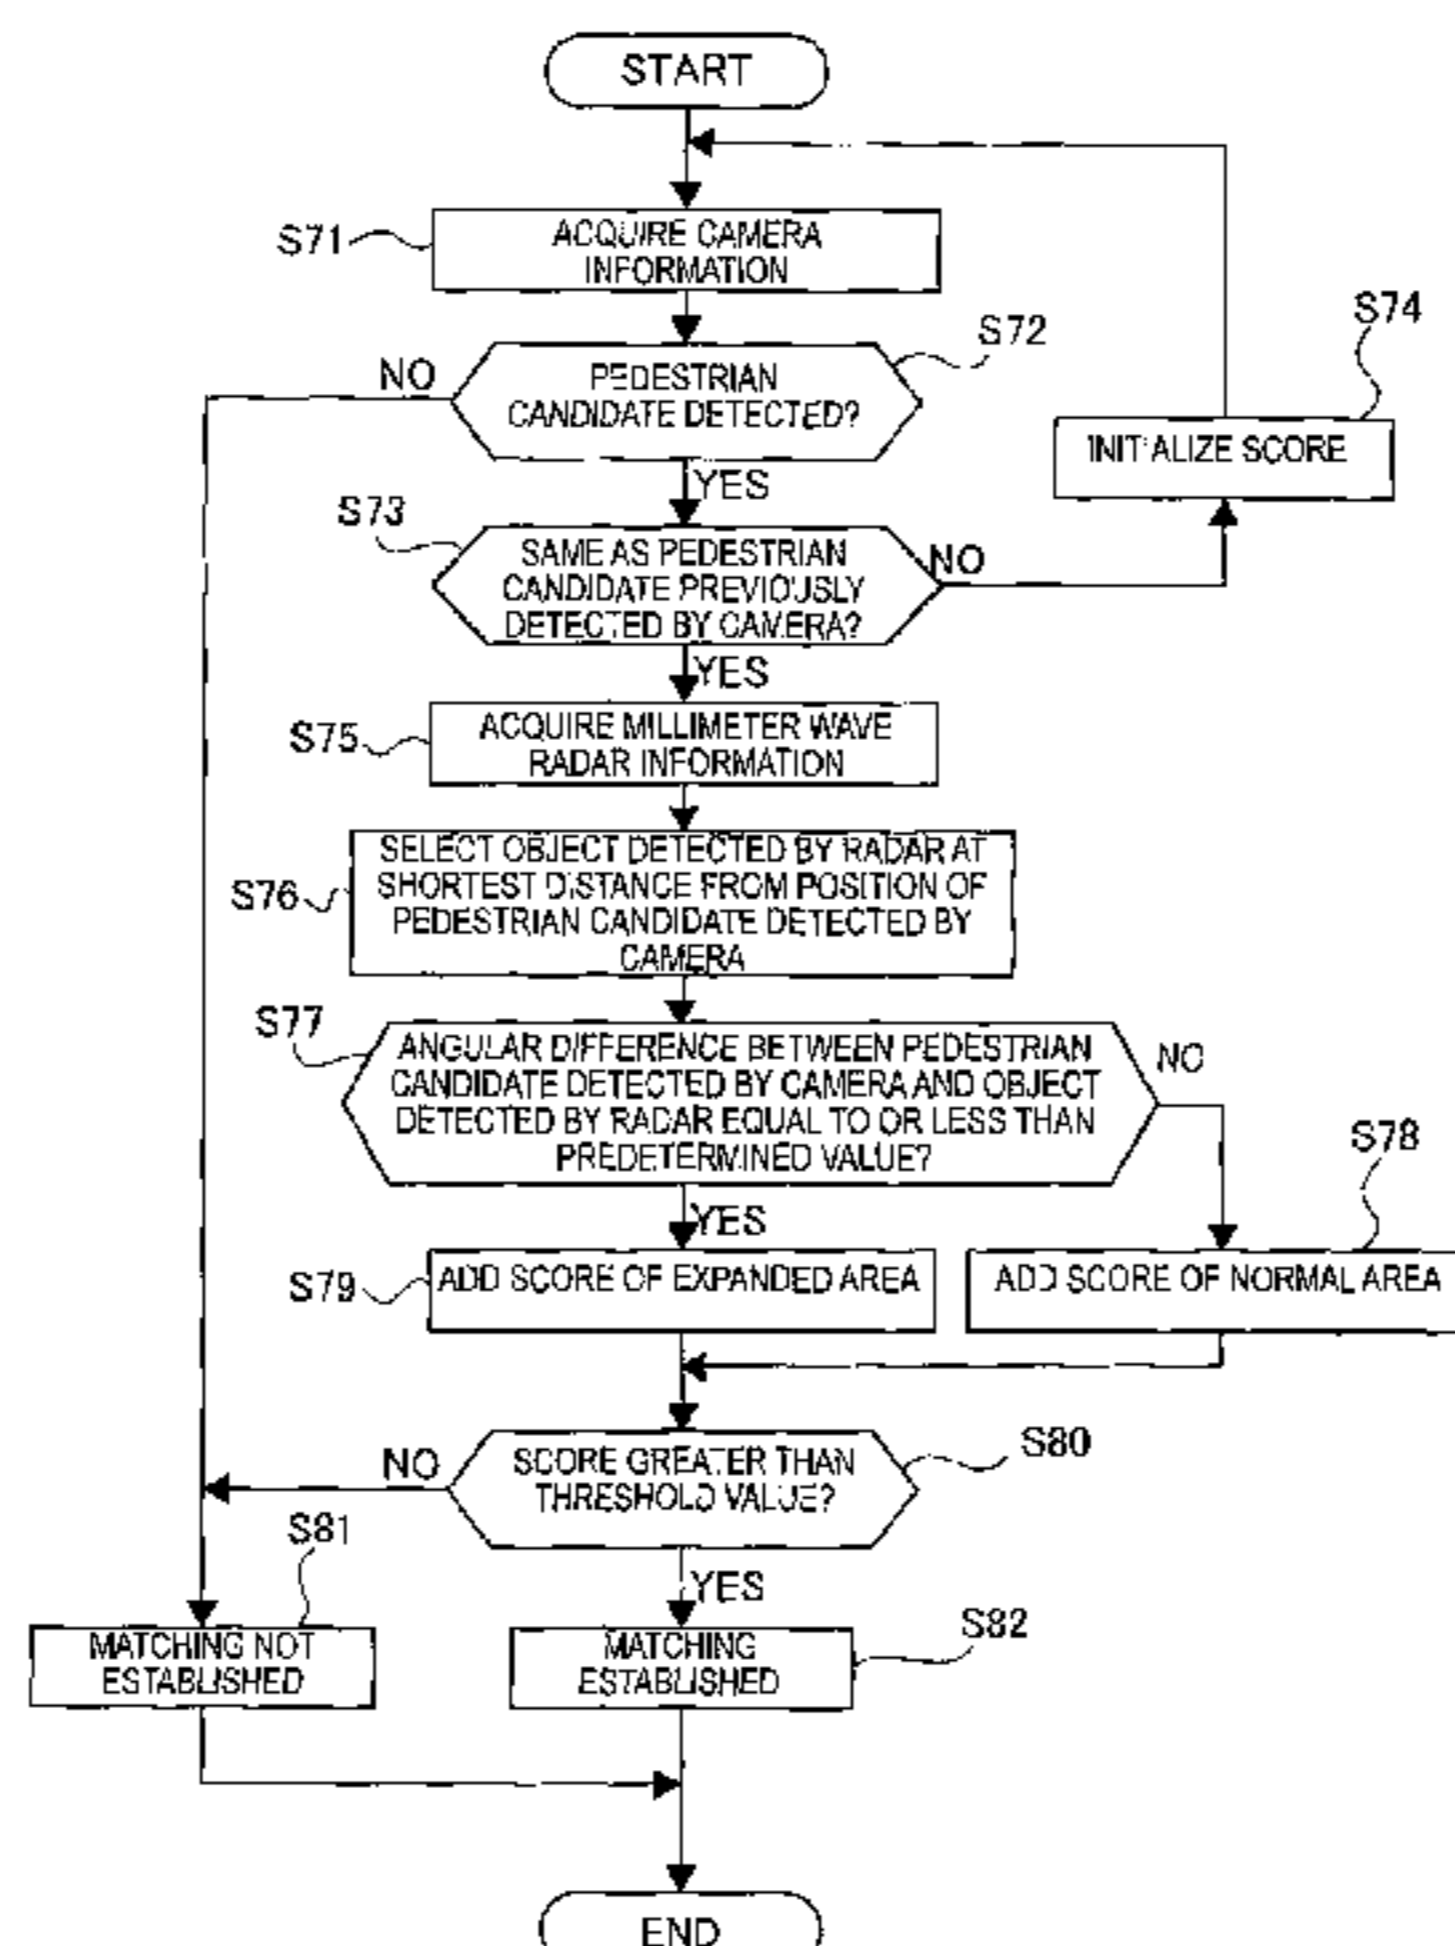 START
S71
ACQUIRE CAMERA
INFORMATION
S72
PEDESTRIAN
CANDIDATE DETECTED?
NO
YES
S74
INITIALIZE SCORE
S73
SAME AS PEDESTRIAN
CANDIDATE PREVIOUSLY
DETECTED BY CAMERA?
NO
YES
S75
ACQUIRE MILLIMETER WAVE
RADAR INFORMATION
S76
SELECT OBJECT DETECTED BY RADAR AT
SHORTEST DISTANCE FROM POSITION OF
PEDESTRIAN CANDIDATE DETECTED BY
CAMERA
S77
ANGULAR DIFFERENCE BETWEEN PEDESTRIAN
CANDIDATE DETECTED BY CAMERA AND OBJECT
DETECTED BY RADAR EQUAL TO OR LESS THAN
PREDETERMINED VALUE?
NO
YES
S78
S79
ADD SCORE OF EXPANDED AREA
ADD SCORE OF NORMAL AREA
S80
SCORE GREATER THAN
THRESHOLD VALUE?
NO
YES
S81
MATCHING NOT
ESTABLISHED
S82
MATCHING
ESTABLISHED
END